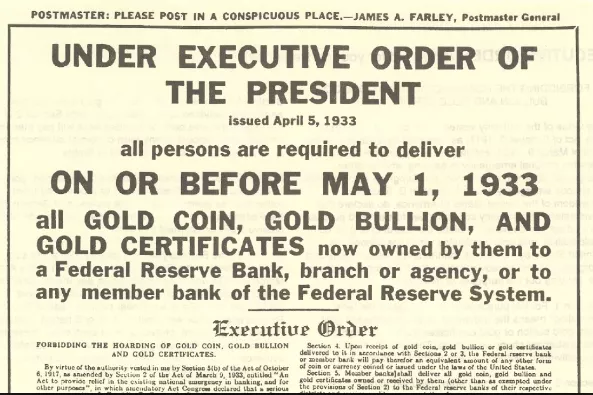 POSTMASTER: PLEASE POST IN A CONSPICUOUS PLACE.—JAMES A. FARLEY, Postmaster General
UNDER EXECUTIVE ORDER OF
THE PRESIDENT
issued April 5, 1933
all persons are required to deliver
ON OR BEFORE MAY 1, 1933
all GOLD COIN, GOLD BULLION, AND
GOLD CERTIFICATES now owned by them to
a Federal Reserve Bank, branch or agency, or to
any member bank of the Federal Reserve System.
Executive Order
FORBIDDING THE HOARDING OF GOLD COIN, GOLD BULLION
AND GOLD CERTIFICATES.
By virtue of the authority vested in me by Section 5(b) of the Act of October
6, 1917, as amended by Section 2 of the Act of March 9, 1933, entitled "An
Act to provide relief in the existing national emergency in banking, and for
other purposes", in which amendatory Act Congress declared that a serious
Section 4. Upon receipt of gold coin, gold bullion or gold certificates
delivered to it in accordance with Sections 2 or 3, the Federal reserve bank
or member bank will pay therefor an equivalent amount of any other form
of coin or currency coined or issued under the laws of the United States.
Section 5. Member banks shall deliver all gold coin, gold bullion and
gold certificates owned or received by them (other than as exempted under
the provisions of Section 2) to the Federal reserve banks of their respective